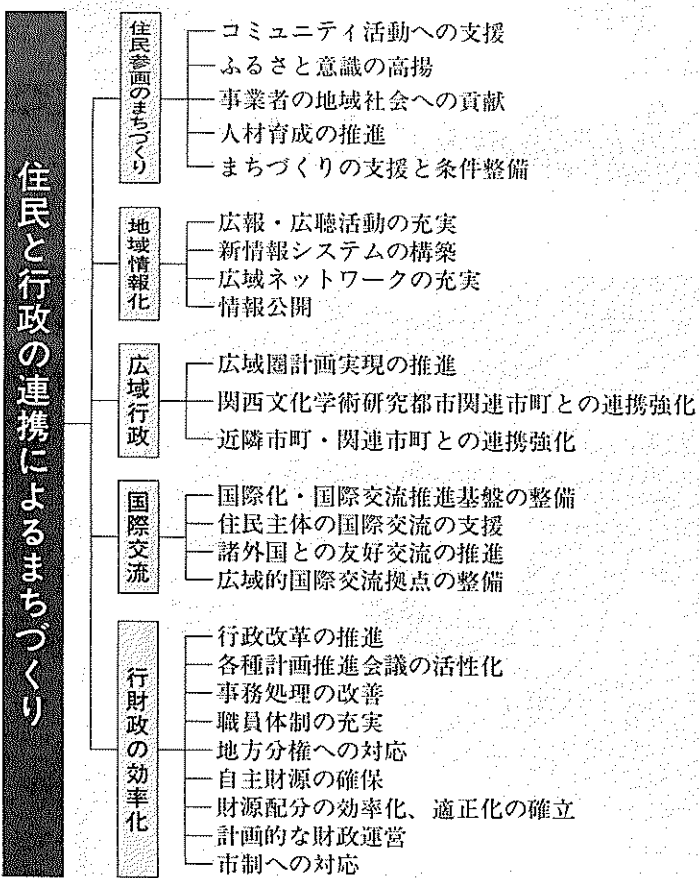 住民と行政の連携によるまちづくり
住民参画のまちづくり
コミュニティ活動への支援
ふるさと意識の高揚
事業者の地域社会への貢献
人材育成の推進
まちづくりの支援と条件整備
地域情報化
広報・広聴活動の充実
新情報システムの構築
広域ネットワークの充実
情報公開
広域行政
広域圏計画実現の推進
関西文化学術研究都市関連市町との連携強化
近隣市町・関連市町との連携強化
国際交流
国際化・国際交流推進基盤の整備
住民主体の国際交流の支援
諸外国との友好交流の推進
広域的国際交流拠点の整備
行財政の効率化
行政改革の推進
各種計画推進会議の活性化
事務処理の改善
職員体制の充実
地方分権への対応
自主財源の確保
財源配分の効率化、適正化の確立
計画的な財政運営
市制への対応